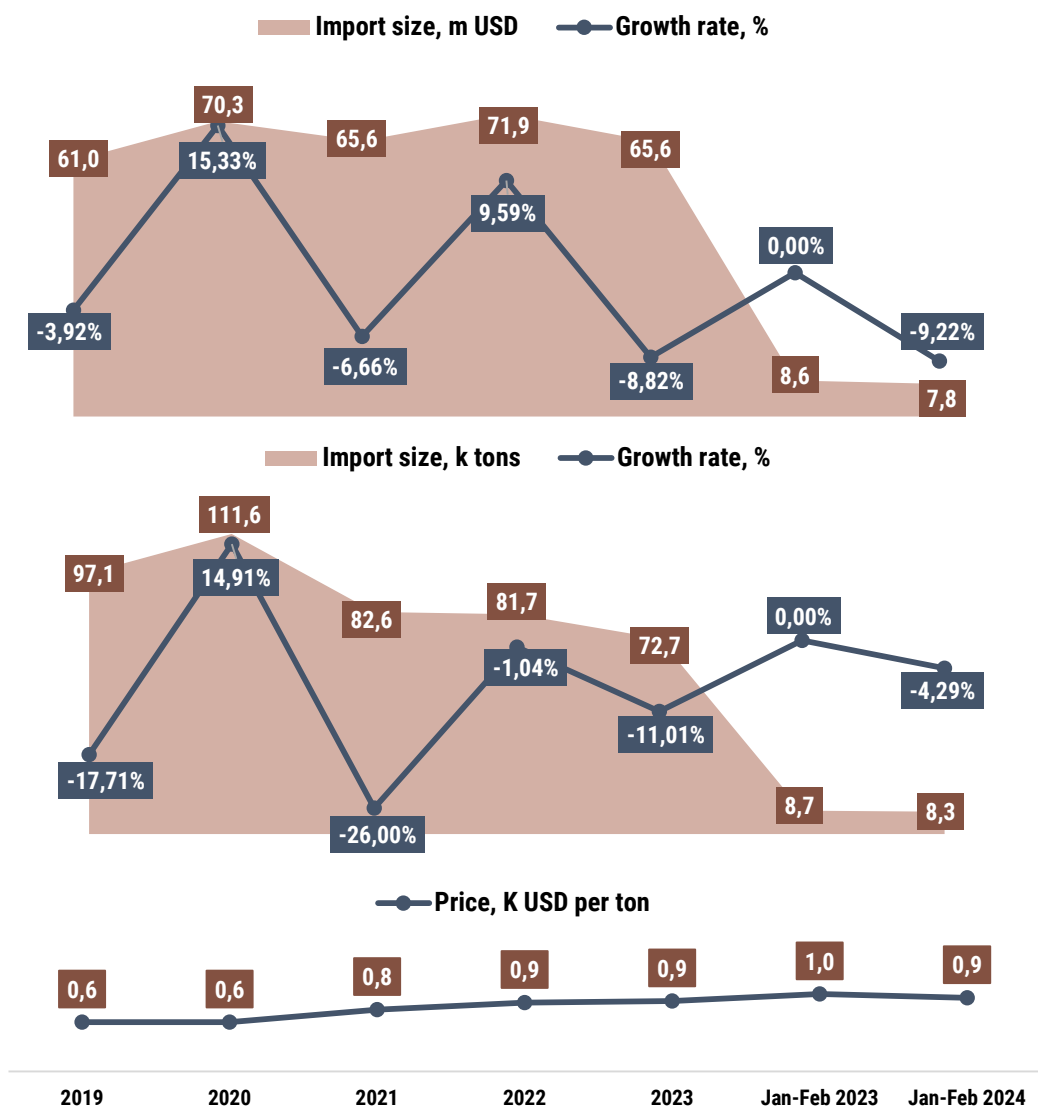 Import size, m USD Growth rate, %
70,3
71,9
61,0 65,6 65,6
15,33%
9,59%
0,00%
-3,92% -9,22%
-6,66% -8,82% 8,6
7,8
Import size, k tons Growth rate, %
111,6
97,1
14,91%
82,6 81,7
0,00%
72,7
-1,04%
-4,29%
-11,01%
-17,71%
8,7 8,3
-26,00%
Price, K USD per ton
0,6 0,6 0,8 0,9 0,9 1,0 0,9
2019 2020 2021 2022 2023 Jan-Feb 2023 Jan-Feb 2024